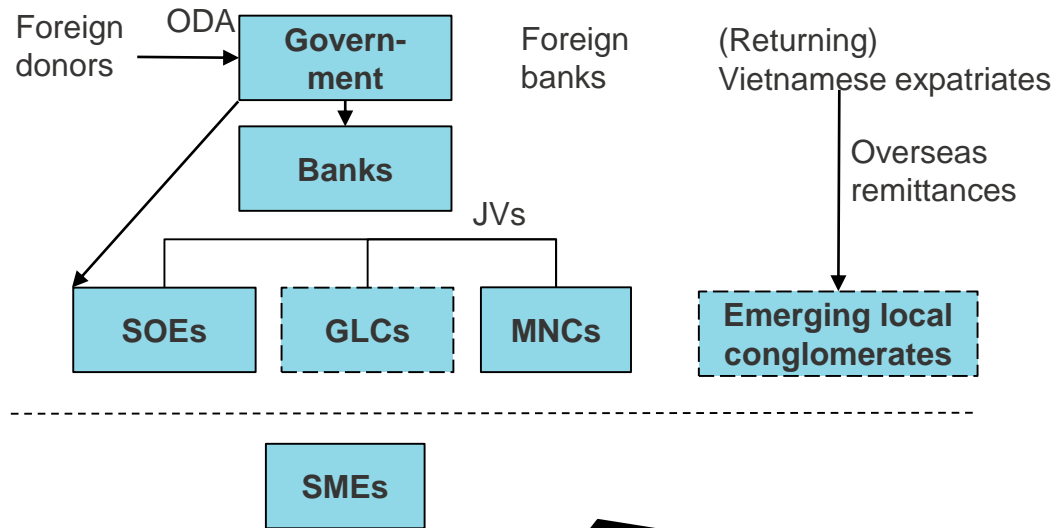 Foreign
donors
ODA
Govern-
ment
Foreign
banks
(Returning)
Vietnamese expatriates
Banks
Overseas
remittances
JVs
SOEs
GLCs
MNCs
Emerging local
conglomerates
SMEs